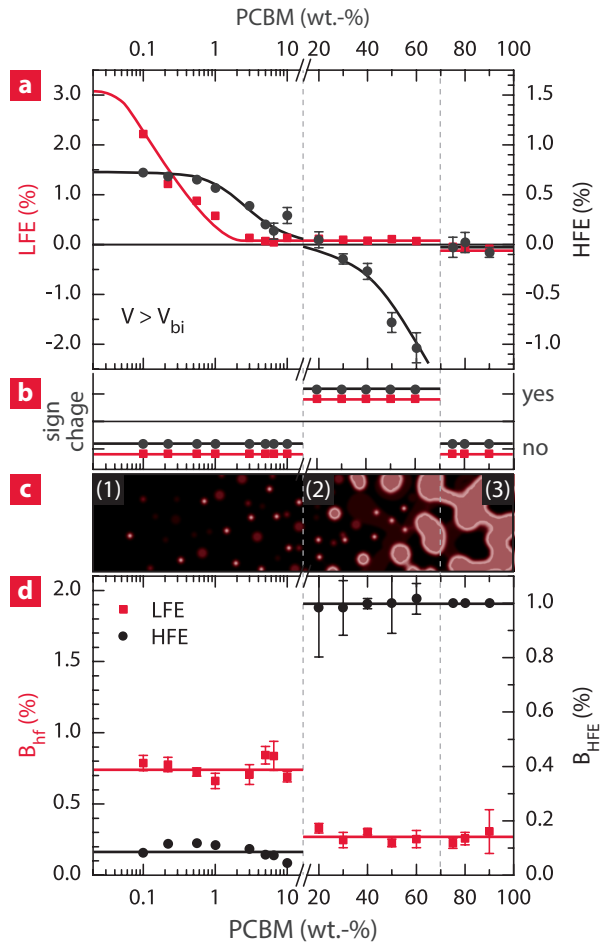 PCBM (wt.-%)
0.1 1 10 20 40 60 80 100
a
3.0 1.5
2.0 1.0
1.0 0.5
0.0 0.0
-1.0 -0.5
-2.0 -1.0
LFE (%)
HFE (%)
V > Vbi
b
sign
chage
yes
no
c
(1) (2) (3)
d
2.0 1.0
1.5 0.8
0.6
1.0
0.4
0.5 0.2
0.0 0.0
LFE
HFE
Bhf (%)
BHFE (%)
0.1 1 10 20 40 60 80 100
PCBM (wt.-%)